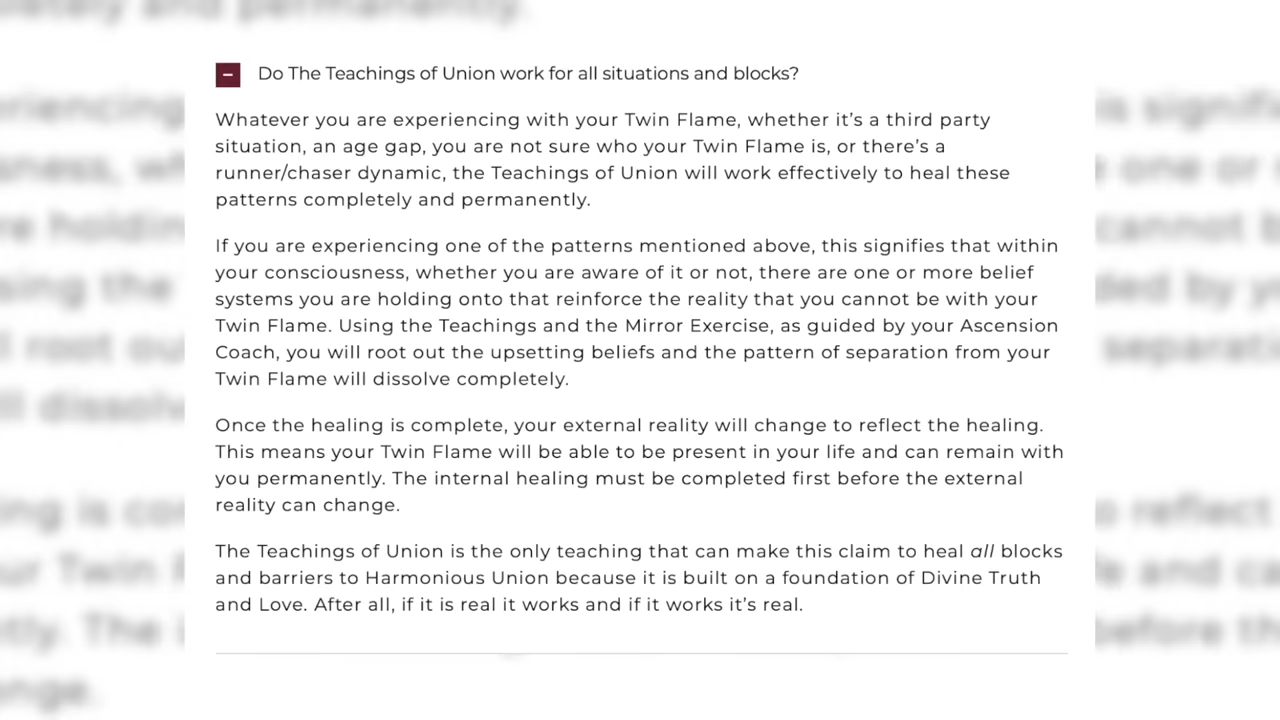 Do The Teachings of Union work for all situations and blocks?
Whatever you are experiencing with your Twin Flame, whether it’s a third party
situation, an age gap, you are not sure who your Twin Flame is, or there’s a
runner/chaser dynamic, the Teachings of Union will work effectively to heal these
patterns completely and permanently.
If you are experiencing one of the patterns mentioned above, this signifies that within
your consciousness, whether you are aware of it or not, there are one or more belief
systems you are holding onto that reinforce the reality that you cannot be with your
Twin Flame. Using the Teachings and the Mirror Exercise, as guided by your Ascension
Coach, you will root out the upsetting beliefs and the pattern of separation from your
Twin Flame will dissolve completely.
Once the healing is complete, your external reality will change to reflect the healing.
This means your Twin Flame will be able to be present in your life and can remain with
you permanently. The internal healing must be completed first before the external
reality can change.
The Teachings of Union is the only teaching that can make this claim to heal all blocks
and barriers to Harmonious Union because it is built on a foundation of Divine Truth
and Love. After all, if it is real it works and if it works it’s real.